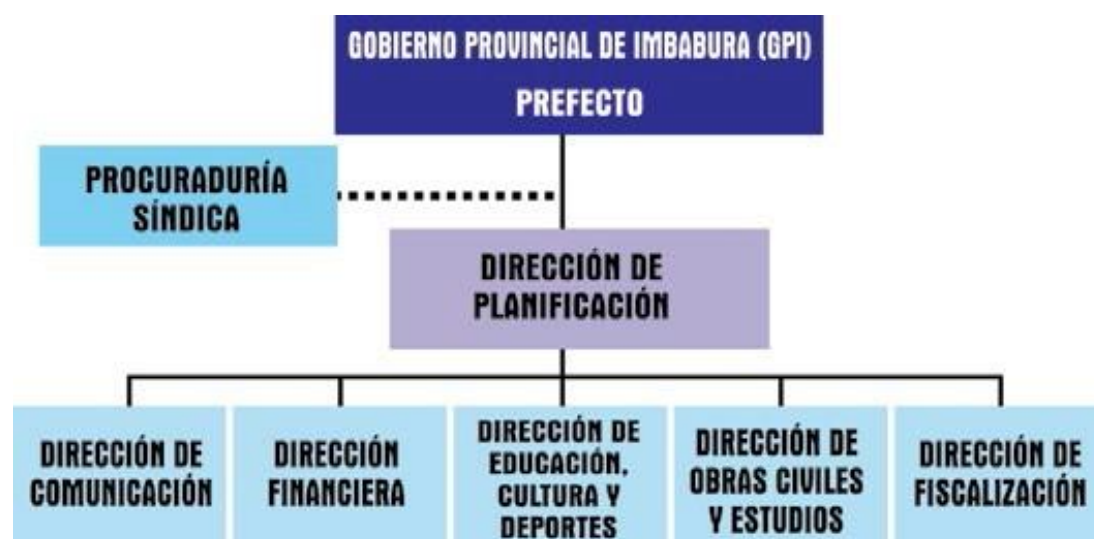 GOBIERNO PROVINCIAL DE IMBABURA (GPI)
PREFECTO
PROCURADURÍA
SÍNDICA
DIRECCIÓN DE
PLANIFICACIÓN
DIRECCIÓN DE
COMUNICACIÓN
DIRECCIÓN
FINANCIERA
DIRECCIÓN DE
EDUCACIÓN,
CULTURA Y
DEPORTES
DIRECCIÓN DE
OBRAS CIVILES
Y ESTUDIOS
DIRECCIÓN DE
FISCALIZACIÓN